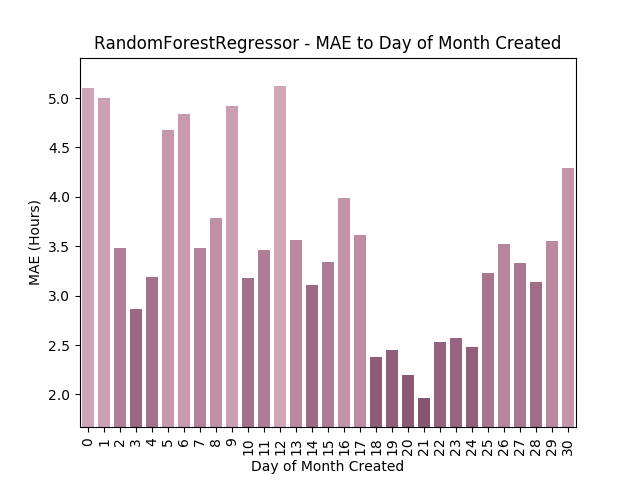 RandomForestRegressor - MAE to Day of Month Created
MAE (Hours)
5.0
4.5
4.0
3.5
3.0
2.5
2.0
0 1 2 3 4 5 6 7 8 9 10 11 12 13 14 15 16 17 18 19 20 21 22 23 24 25 26 27 28 29 30
Day of Month Created